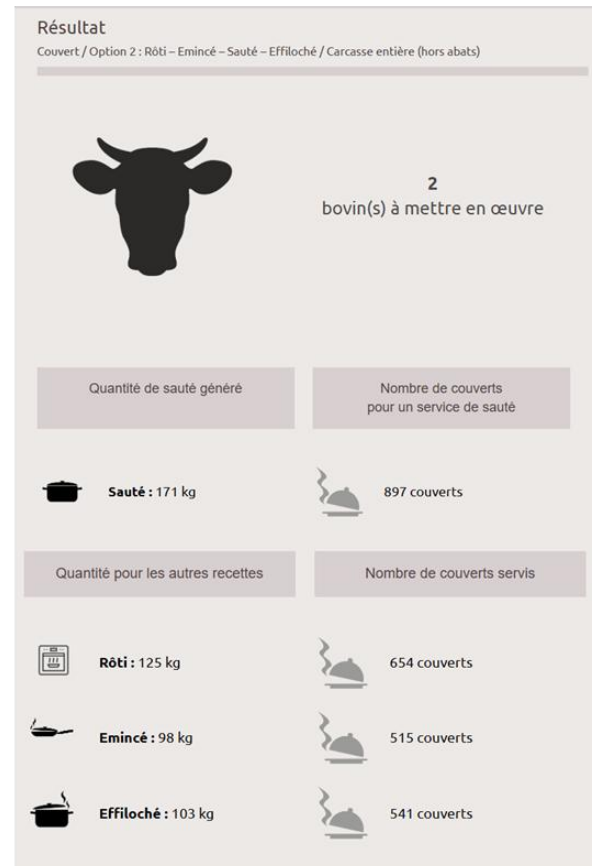 Résultat
Couvert / Option 2 : Rôti – Emincé – Sauté – Effiloché / Carcasse entière (hors abats)
2
bovin(s) à mettre en œuvre
Quantité de sauté généré
Nombre de couverts
pour un service de sauté
Sauté : 171 kg
897 couverts
Quantité pour les autres recettes
Nombre de couverts servis
Rôti : 125 kg
654 couverts
Emincé : 98 kg
515 couverts
Effiloché : 103 kg
541 couverts